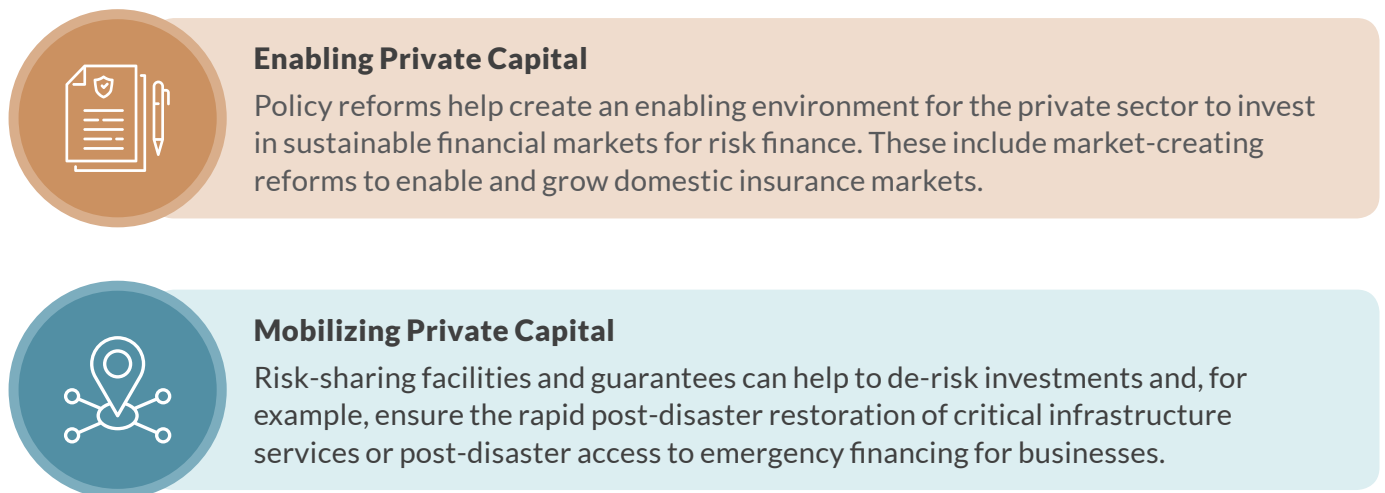 Enabling Private Capital
Policy reforms help create an enabling environment for the private sector to invest
in sustainable financial markets for risk finance. These include market-creating
reforms to enable and grow domestic insurance markets.
Mobilizing Private Capital
Risk-sharing facilities and guarantees can help to de-risk investments and, for
example, ensure the rapid post-disaster restoration of critical infrastructure
services or post-disaster access to emergency financing for businesses.